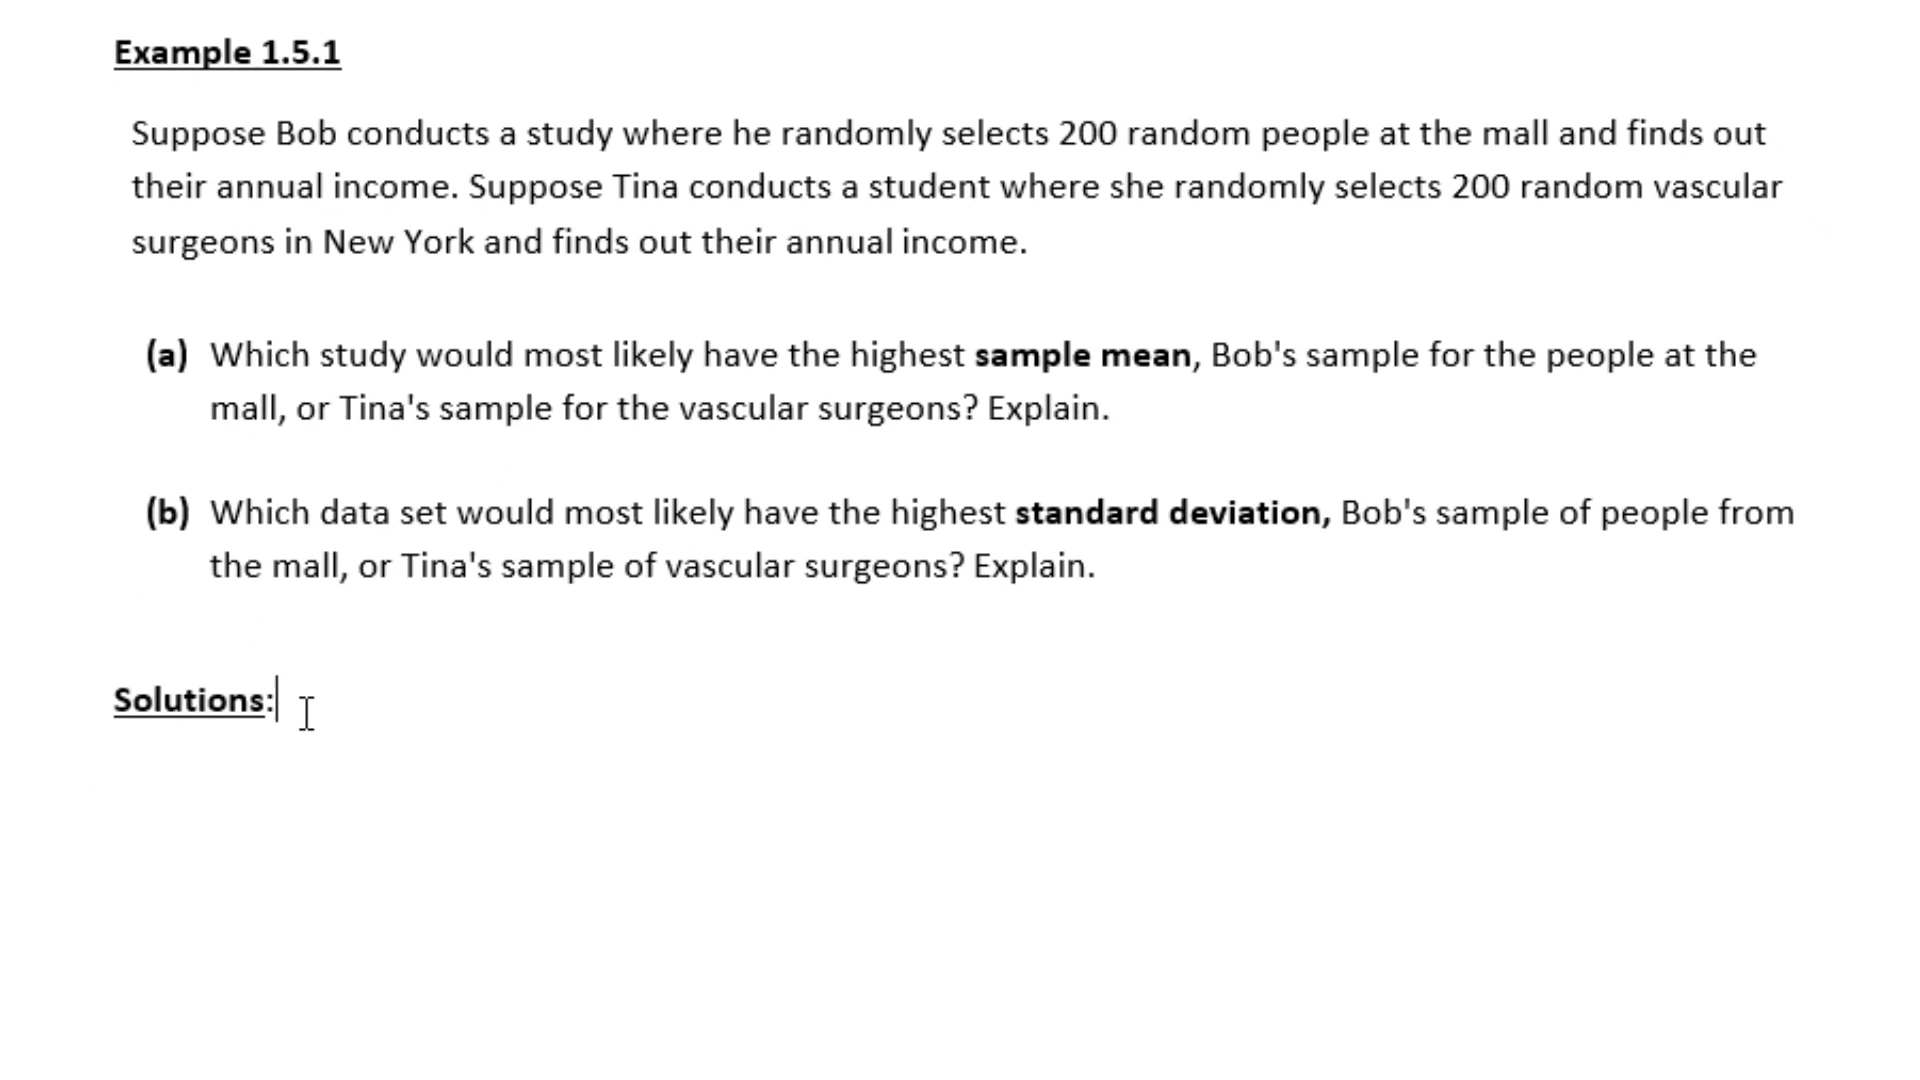 Example 1.5.1
Suppose Bob conducts a study where he randomly selects 200 random people at the mall and finds out
their annual income. Suppose Tina conducts a student where she randomly selects 200 random vascular
surgeons in New York and finds out their annual income.
(a) Which study would most likely have the highest sample mean, Bob's sample for the people at the
mall, or Tina's sample for the vascular surgeons? Explain.
(b) Which data set would most likely have the highest standard deviation, Bob's sample of people from
the mall, or Tina's sample of vascular surgeons? Explain.
Solutions: